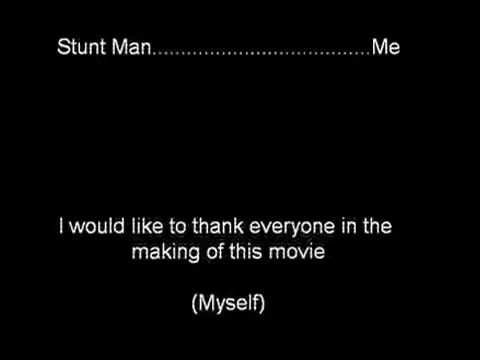 Stunt Man......................................Me
I would like to thank everyone in the
making of this movie
(Myself)